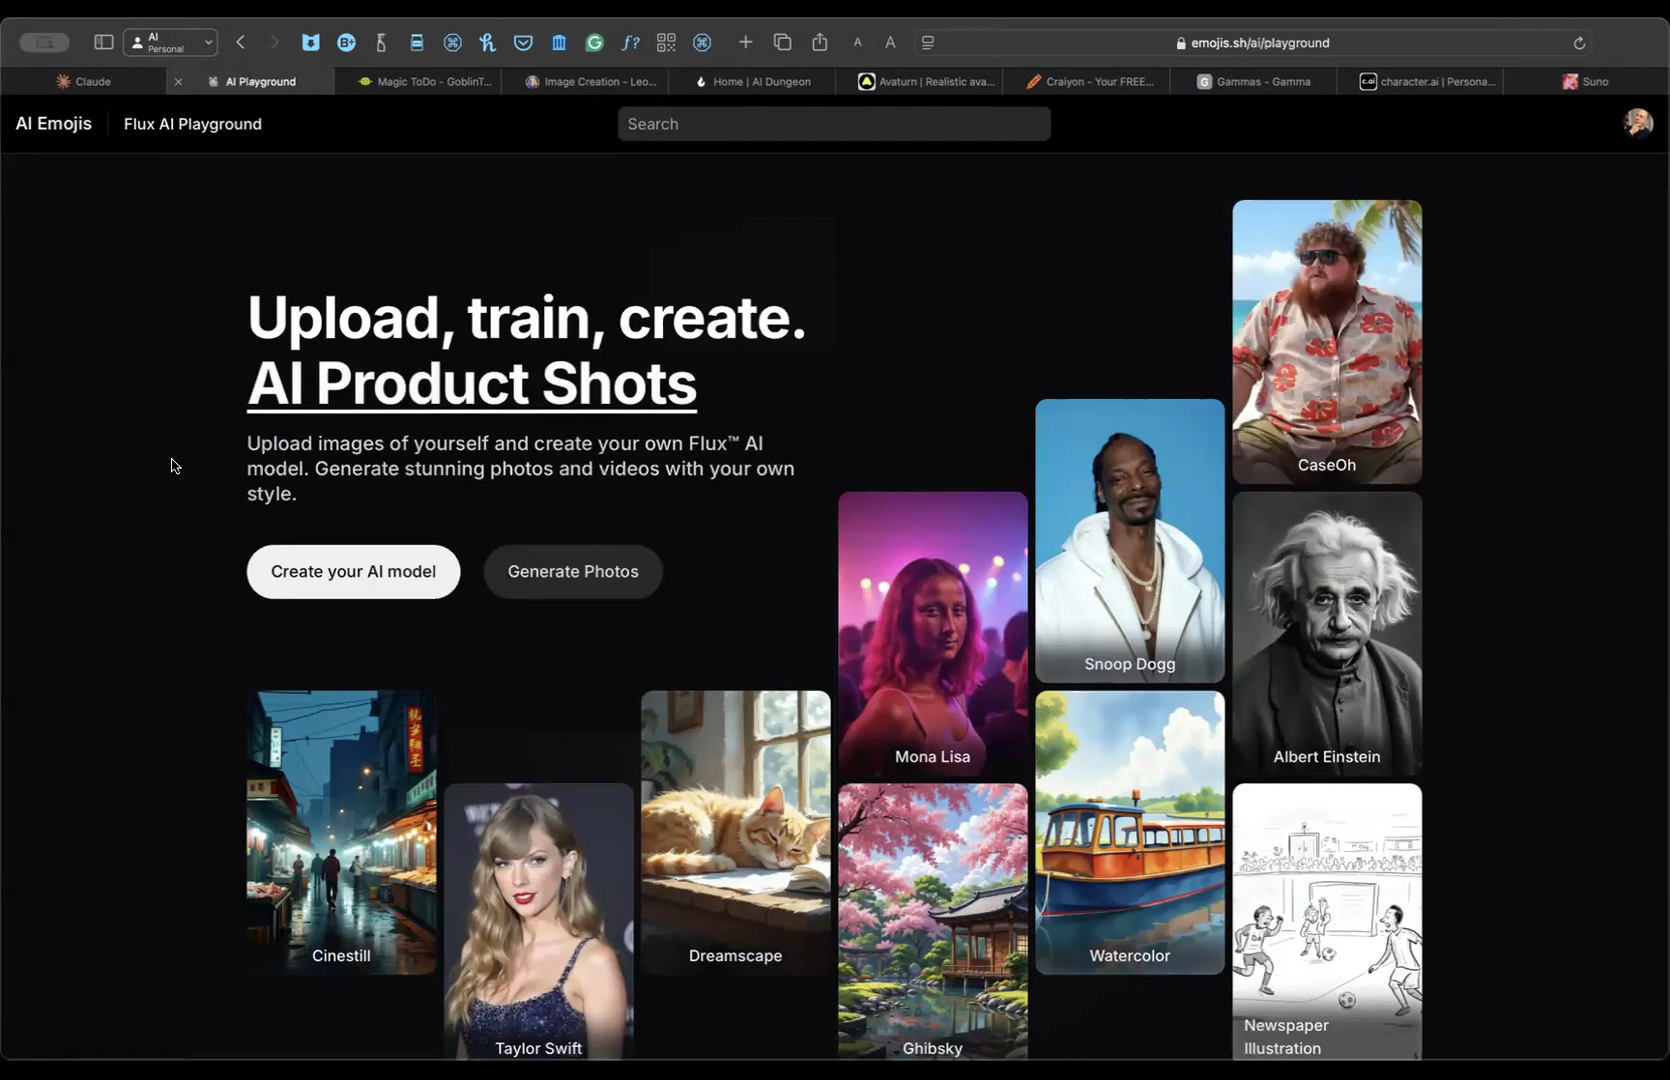 AI
Personal
emojis.sh/ai/playground
Claude
AI Playground
Magic ToDo - GoblinT...
Image Creation - Leo...
Home | AI Dungeon
Avaturn | Realistic ava...
Craiyon - Your FREE...
Gammas - Gamma
character.ai | Persona...
Suno
AI Emojis
Flux AI Playground
Search
Upload, train, create.
AI Product Shots
Upload images of yourself and create your own Flux™ AI
model. Generate stunning photos and videos with your own
style.
Create your AI model
Generate Photos
CaseOh
Snoop Dogg
Mona Lisa
Albert Einstein
Cinestill
Dreamscape
Watercolor
Taylor Swift
Ghibsky
Newspaper
Illustration